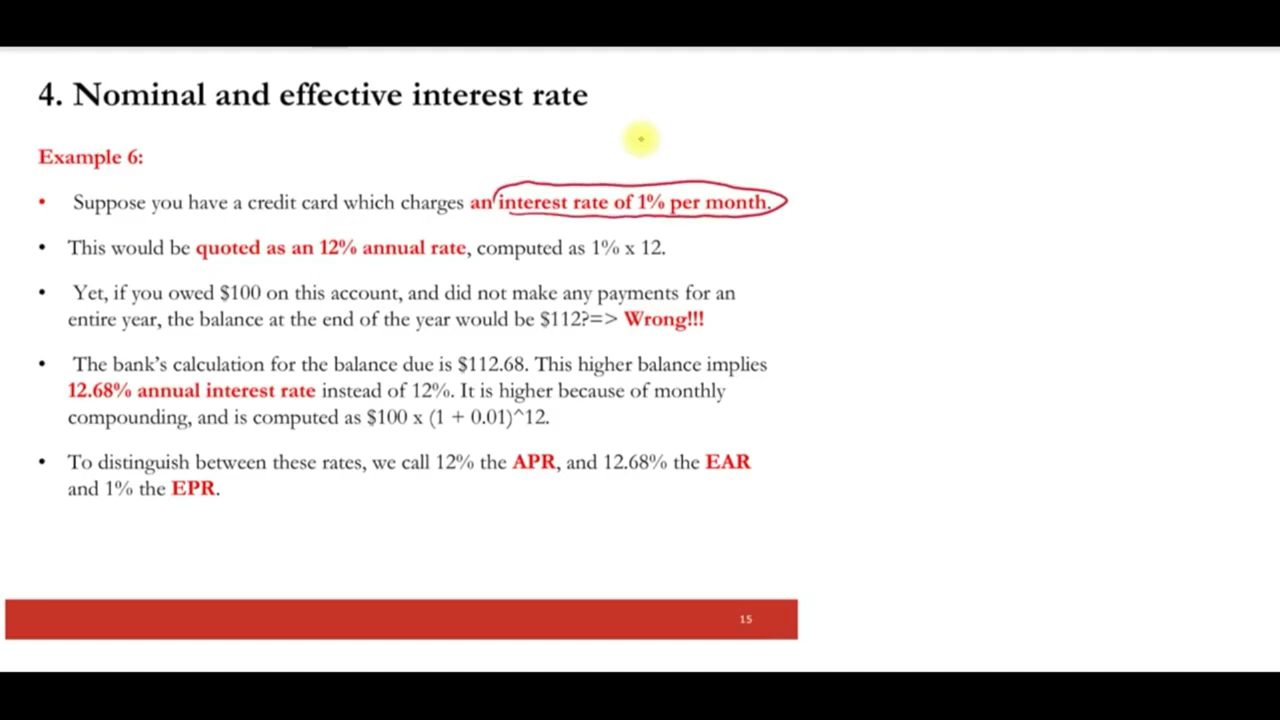 4. Nominal and effective interest rate
Example 6:
• Suppose you have a credit card which charges an interest rate of 1% per month.
• This would be quoted as an 12% annual rate, computed as 1% x 12.
• Yet, if you owed $100 on this account, and did not make any payments for an
entire year, the balance at the end of the year would be $112?=> Wrong!!!
• The bank's calculation for the balance due is $112.68. This higher balance implies
12.68% annual interest rate instead of 12%. It is higher because of monthly
compounding, and is computed as $100 x (1 + 0.01)^12.
• To distinguish between these rates, we call 12% the APR, and 12.68% the EAR
and 1% the EPR.
15